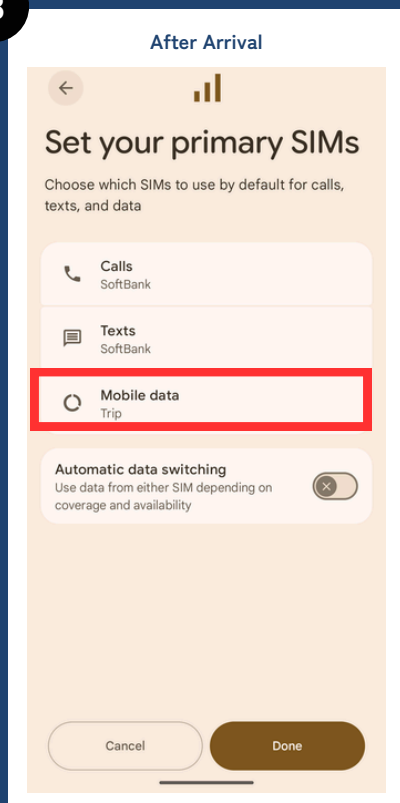 After Arrival
Set your primary SIMs
Choose which SIMs to use by default for calls,
texts, and data
Calls
SoftBank
Texts
SoftBank
Mobile data
Trip
Automatic data switching
Use data from either SIM depending on
coverage and availability
Cancel
Done